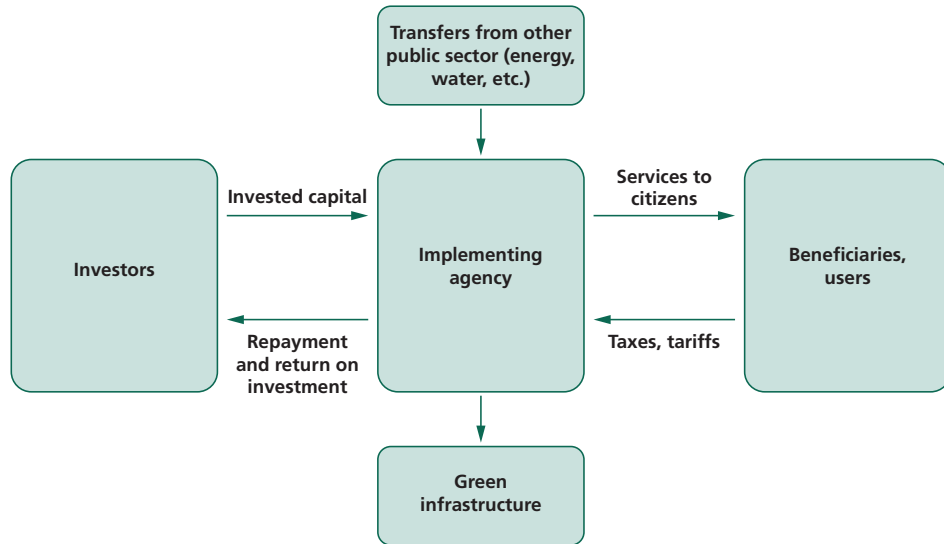 Transfers from other
public sector (energy,
water, etc.)
Invested capital
Services to
citizens
Investors
Implementing
agency
Beneficiaries,
users
Repayment
and return on
investment
Taxes, tariffs
Green
infrastructure